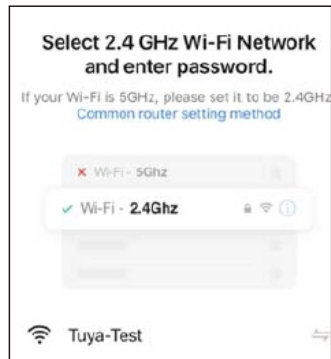 Select 2.4 GHz Wi-Fi Network
and enter password.
If your Wi-Fi is 5GHz, please set it to be 2.4GHz
Common router setting method
Wi-Fi - 5Ghz
Wi-Fi - 2.4Ghz
Tuya-Test